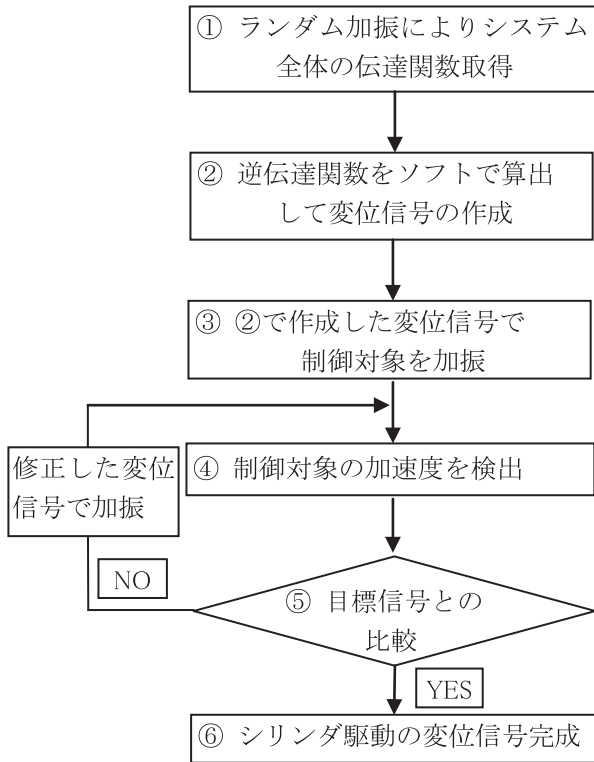 ① ランダム加振によりシステム
全体の伝達関数取得
② 逆伝達関数をソフトで算出
して変位信号の作成
③ ②で作成した変位信号で
制御対象を加振
修正した変位
信号で加振
④ 制御対象の加速度を検出
NO
⑤ 目標信号との
比較
YES
⑥ シリンダ駆動の変位信号完成